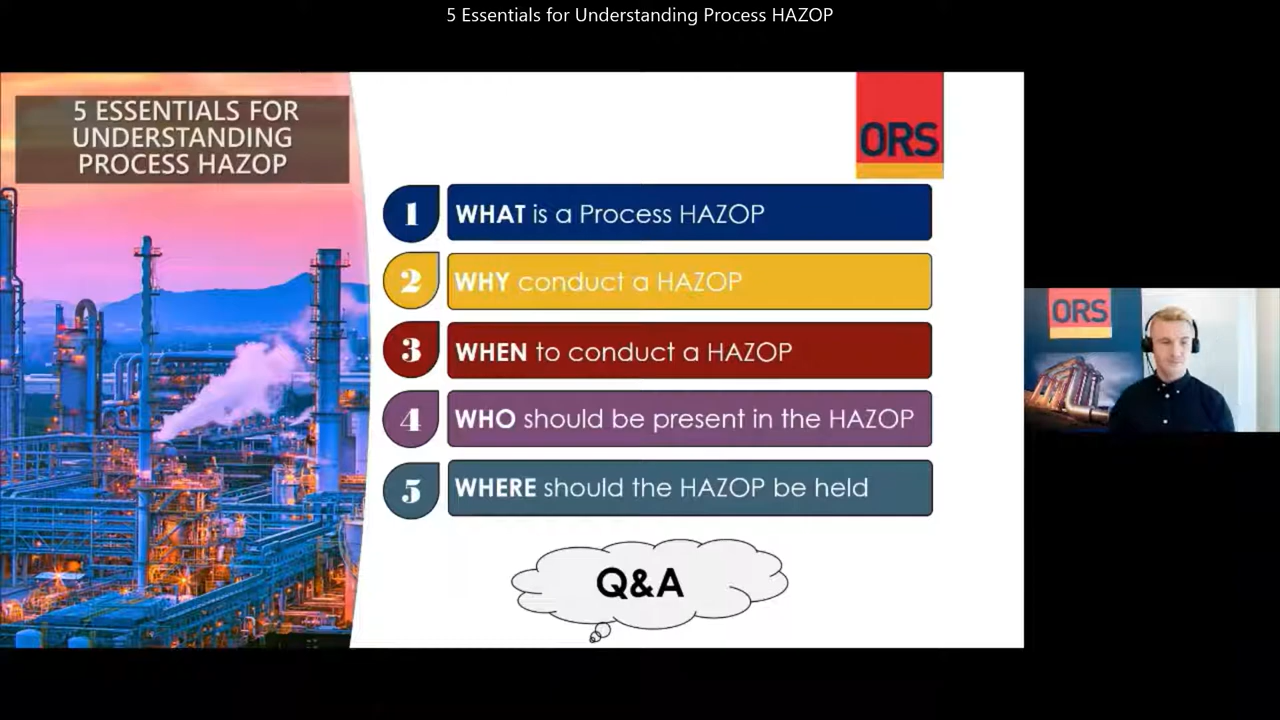 5 Essentials for Understanding Process HAZOP
5 ESSENTIALS FOR
UNDERSTANDING
PROCESS HAZOP
ORS
1 WHAT is a Process HAZOP
2 WHY conduct a HAZOP
3 WHEN to conduct a HAZOP
4 WHO should be present in the HAZOP
5 WHERE should the HAZOP be held
Q&A
ORS